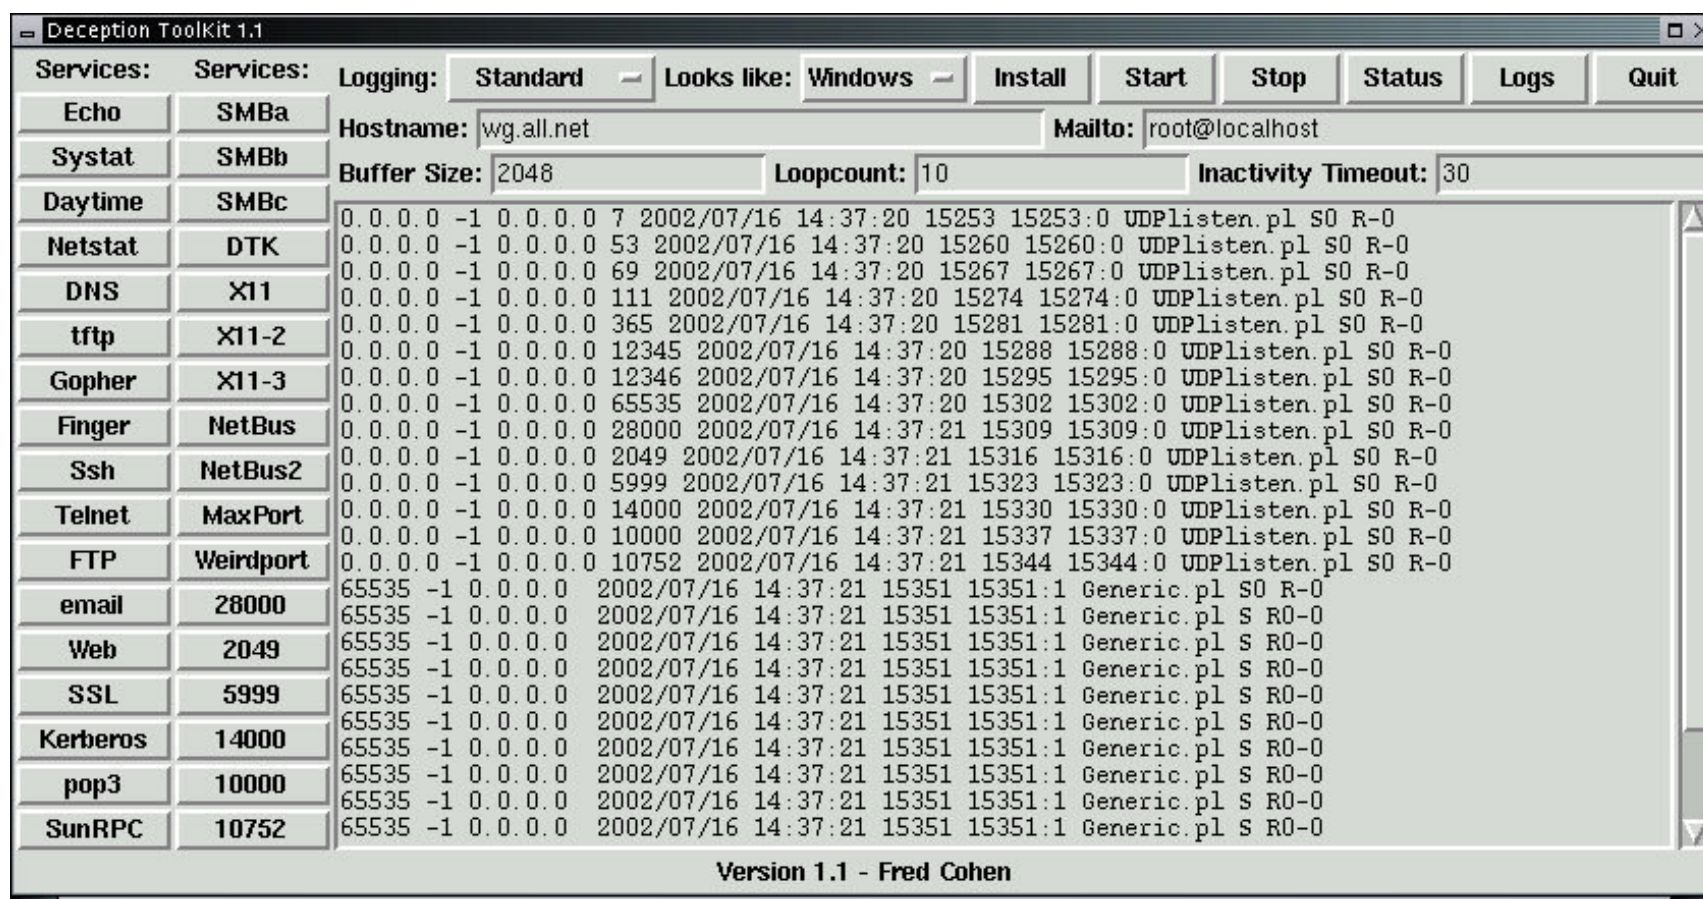 Deception ToolKit 1.1
Services: Services: Logging: Standard Looks like: Windows Install Start Stop Status Logs Quit
Echo SMBa
Hostname: wg.all.net Mailto: root@localhost
Systat SMBb
Buffer Size: 2048 Loopcount: 10 Inactivity Timeout: 30
Daytime SMBc
Netstat DTK
DNS X11
tftp X11-2
Gopher X11-3
Finger NetBus
Ssh NetBus2
Telnet MaxPort
FTP Weirdport
email 28000
Web 2049
SSL 5999
Kerberos 14000
pop3 10000
SunRPC 10752
0.0.0.0 -1 0.0.0.0 7 2002/07/16 14:37:20 15253 15253:0 UDPlisten.pl S0 R-0
0.0.0.0 -1 0.0.0.0 53 2002/07/16 14:37:20 15260 15260:0 UDPlisten.pl S0 R-0
0.0.0.0 -1 0.0.0.0 69 2002/07/16 14:37:20 15267 15267:0 UDPlisten.pl S0 R-0
0.0.0.0 -1 0.0.0.0 111 2002/07/16 14:37:20 15274 15274:0 UDPlisten.pl S0 R-0
0.0.0.0 -1 0.0.0.0 365 2002/07/16 14:37:20 15281 15281:0 UDPlisten.pl S0 R-0
0.0.0.0 -1 0.0.0.0 12345 2002/07/16 14:37:20 15288 15288:0 UDPlisten.pl S0 R-0
0.0.0.0 -1 0.0.0.0 12346 2002/07/16 14:37:20 15295 15295:0 UDPlisten.pl S0 R-0
0.0.0.0 -1 0.0.0.0 65535 2002/07/16 14:37:20 15302 15302:0 UDPlisten.pl S0 R-0
0.0.0.0 -1 0.0.0.0 28000 2002/07/16 14:37:21 15309 15309:0 UDPlisten.pl S0 R-0
0.0.0.0 -1 0.0.0.0 2049 2002/07/16 14:37:21 15316 15316:0 UDPlisten.pl S0 R-0
0.0.0.0 -1 0.0.0.0 5999 2002/07/16 14:37:21 15323 15323:0 UDPlisten.pl S0 R-0
0.0.0.0 -1 0.0.0.0 14000 2002/07/16 14:37:21 15330 15330:0 UDPlisten.pl S0 R-0
0.0.0.0 -1 0.0.0.0 10000 2002/07/16 14:37:21 15337 15337:0 UDPlisten.pl S0 R-0
0.0.0.0 -1 0.0.0.0 10752 2002/07/16 14:37:21 15344 15344:0 UDPlisten.pl S0 R-0
65535 -1 0.0.0.0 2002/07/16 14:37:21 15351 15351:1 Generic.pl S0 R-0
65535 -1 0.0.0.0 2002/07/16 14:37:21 15351 15351:1 Generic.pl S R0-0
65535 -1 0.0.0.0 2002/07/16 14:37:21 15351 15351:1 Generic.pl S R0-0
65535 -1 0.0.0.0 2002/07/16 14:37:21 15351 15351:1 Generic.pl S R0-0
65535 -1 0.0.0.0 2002/07/16 14:37:21 15351 15351:1 Generic.pl S R0-0
65535 -1 0.0.0.0 2002/07/16 14:37:21 15351 15351:1 Generic.pl S R0-0
65535 -1 0.0.0.0 2002/07/16 14:37:21 15351 15351:1 Generic.pl S R0-0
65535 -1 0.0.0.0 2002/07/16 14:37:21 15351 15351:1 Generic.pl S R0-0
65535 -1 0.0.0.0 2002/07/16 14:37:21 15351 15351:1 Generic.pl S R0-0
65535 -1 0.0.0.0 2002/07/16 14:37:21 15351 15351:1 Generic.pl S R0-0
Version 1.1 - Fred Cohen